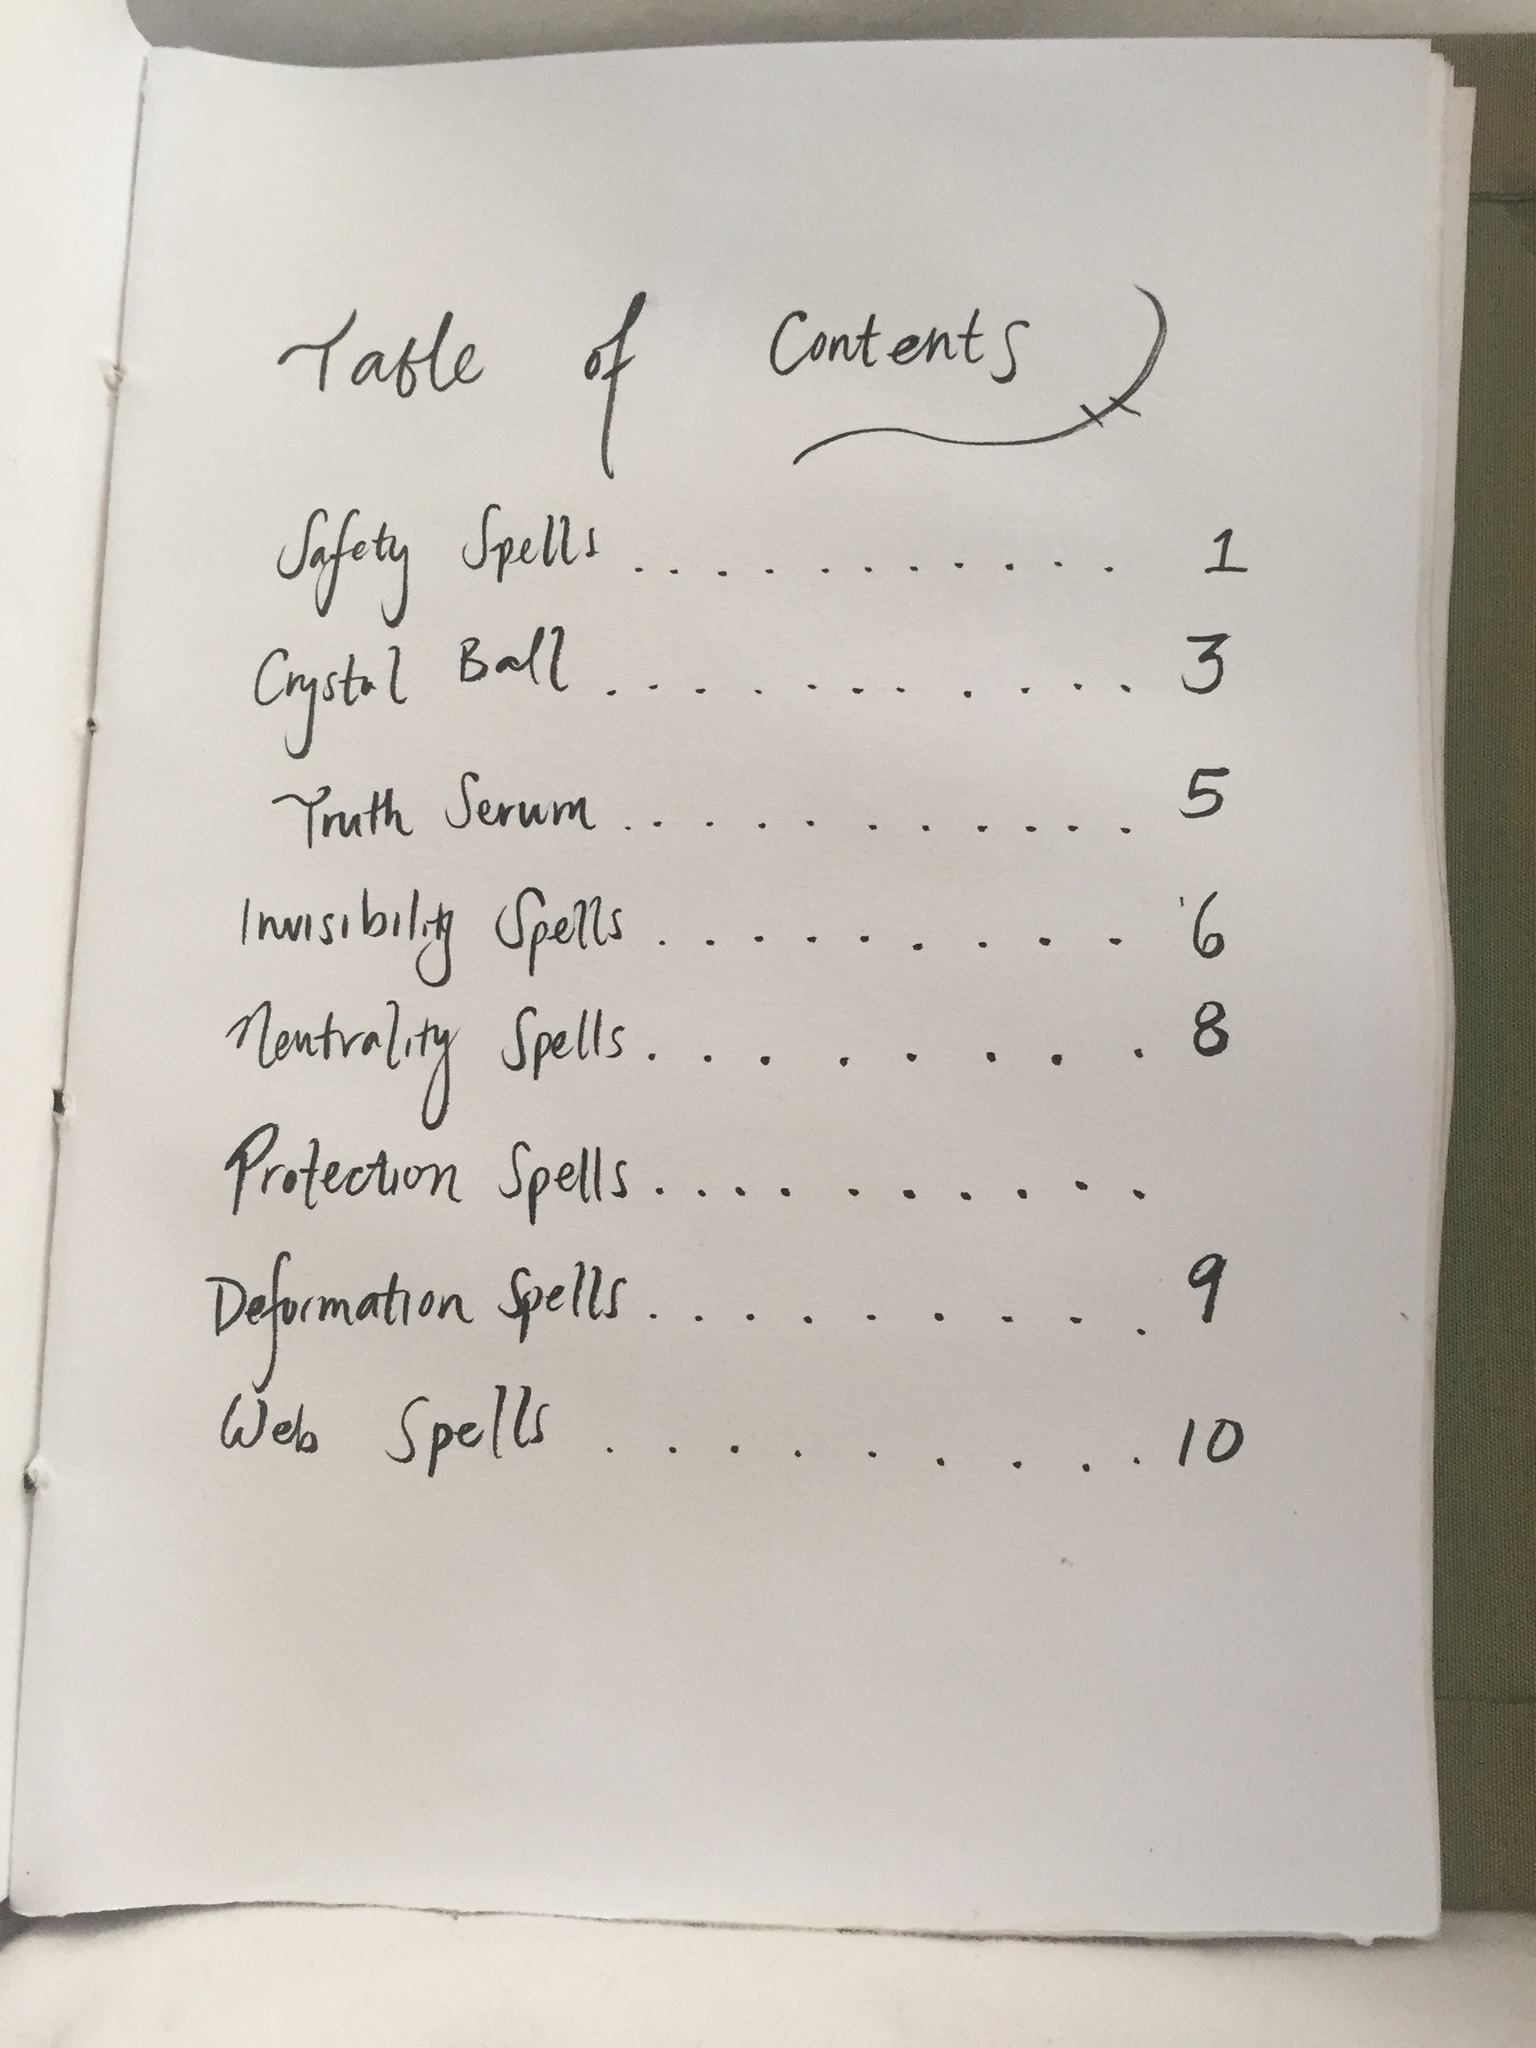 Table of Contents
Safety Spells ............ 1
Crystal Ball ............ 3
Truth Serum ............ 5
Invisibility Spells .......... 6
Neutrality Spells ......... 8
Protection Spells ..........
Deformation Spells ......... 9
Web Spells ......... 10